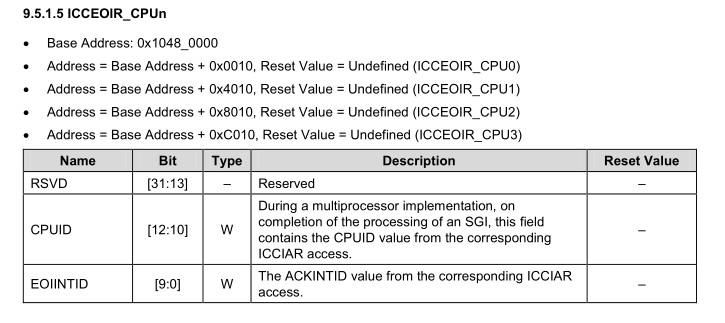 9.5.1.5 ICCEOIR_CPUn
• Base Address: 0x1048_0000
• Address = Base Address + 0x0010, Reset Value = Undefined (ICCEOIR_CPU0)
• Address = Base Address + 0x4010, Reset Value = Undefined (ICCEOIR_CPU1)
• Address = Base Address + 0x8010, Reset Value = Undefined (ICCEOIR_CPU2)
• Address = Base Address + 0xC010, Reset Value = Undefined (ICCEOIR_CPU3)
Name Bit Type Description Reset Value
RSVD [31:13] – Reserved –
During a multiprocessor implementation, on
completion of the processing of an SGI, this field
CPUID [12:10] W contains the CPUID value from the corresponding –
ICCIAR access.
EOIINTID [9:0] W The ACKINTID value from the corresponding ICCIAR –
access.